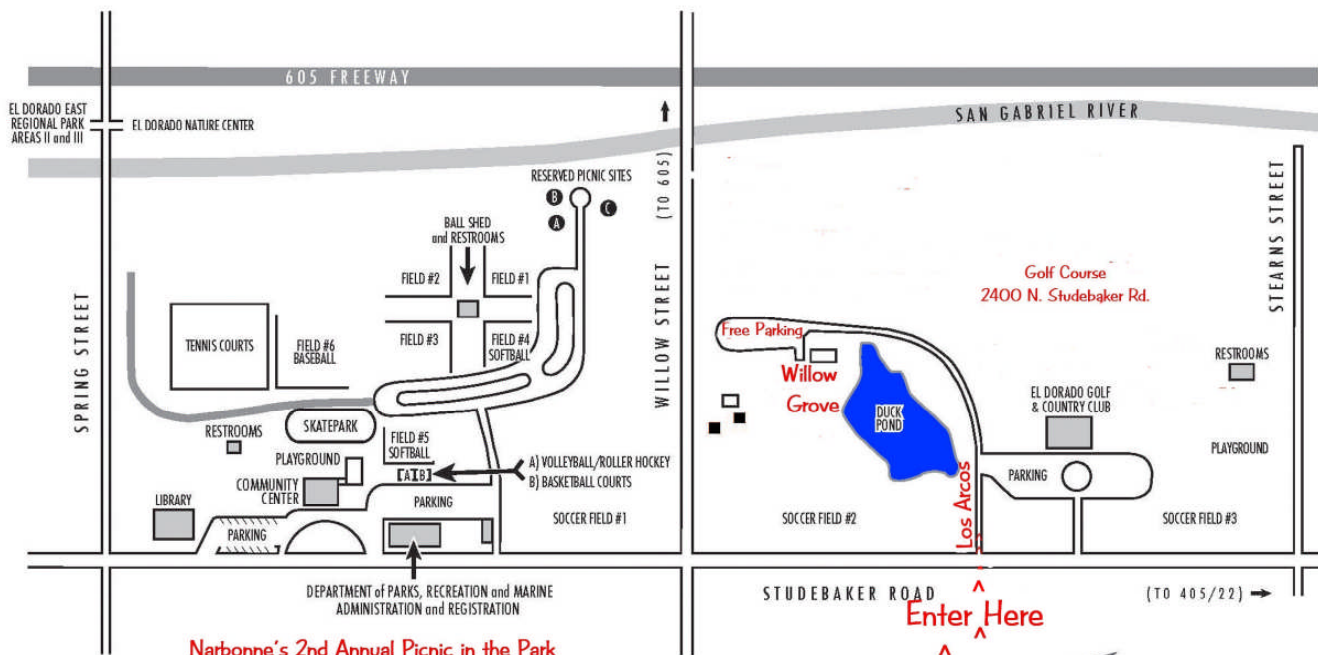 605 FREEWAY
EL DORADO EAST
REGIONAL PARK
AREAS II and III
EL DORADO NATURE CENTER
SAN GABRIEL RIVER
(TO 605)
RESERVED PICNIC SITES
B
C
A
BALL SHED
and RESTROOMS
FIELD #2
FIELD #1
FIELD #3
FIELD #4
SOFTBALL
TENNIS COURTS
FIELD #6
BASEBALL
SPRING STREET
WILLOW STREET
STEARNS STREET
Golf Course
2400 N. Studebaker Rd.
Free Parking
Willow
Grove
DUCK
POND
RESTROOMS
EL DORADO GOLF
& COUNTRY CLUB
PLAYGROUND
PARKING
SKATEPARK
RESTROOMS
FIELD #5
SOFTBALL
PLAYGROUND
A B
A) VOLLEYBALL/ROLLER HOCKEY
B) BASKETBALL COURTS
COMMUNITY
CENTER
LIBRARY
PARKING
PARKING
SOCCER FIELD #1
SOCCER FIELD #2
Los Arcos
SOCCER FIELD #3
DEPARTMENT of PARKS, RECREATION and MARINE
ADMINISTRATION and REGISTRATION
STUDEBAKER ROAD
(TO 405/22)
^
Enter Here
^
^
Narbonne's 2nd Annual Picnic in the Park